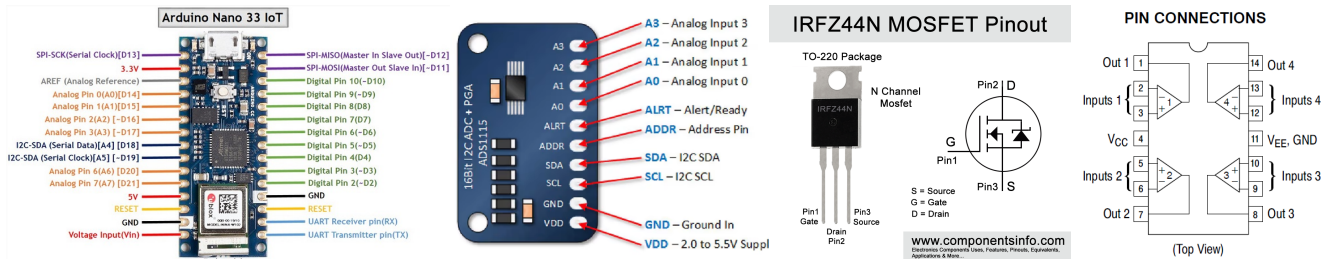 Arduino Nano 33 IoT
SPI-SCK(Serial Clock)[D13]
3.3V
AREF (Analog Reference)
Analog Pin 0(A0)[D14]
Analog Pin 1(A1)[D15]
Analog Pin 2(A2) [~D16]
Analog Pin 3(A3) [~D17]
I2C-SDA (Serial Data)[A4] [D18]
I2C-SDA (Serial Clock)[A5] [~D19]
Analog Pin 6(A6) [D20]
Analog Pin 7(A7) [D21]
5V
RESET
GND
Voltage Input(Vin)
SPI-MISO(Master In Slave Out)[~D12]
SPI-MOSI(Master Out Slave In)[~D11]
Digital Pin 10(~D10)
Digital Pin 9(~D9)
Digital Pin 8(D8)
Digital Pin 7(D7)
Digital Pin 6(~D6)
Digital Pin 5(~D5)
Digital Pin 4(D4)
Digital Pin 3(~D3)
Digital Pin 2(~D2)
GND
RESET
UART Receiver pin(RX)
UART Transmitter pin(TX)
16Bit I2C ADC + PGA
ADS1115
A3
A2
A1
A0
ALRT
ADDR
SDA
SCL
GND
VDD
A3 – Analog Input 3
A2 – Analog Input 2
A1 – Analog Input 1
A0 – Analog Input 0
ALRT – Alert/Ready
ADDR – Address Pin
SDA – I2C SDA
SCL – I2C SCL
GND – Ground In
VDD – 2.0 to 5.5V Suppl
IRFZ44N MOSFET Pinout
TO-220 Package
N Channel
Mosfet
IRFZ44N
Pin1
Gate
Drain
Pin2
Pin3
Source
Pin2
D
G
Pin1
Pin3
S
S = Source
G = Gate
D = Drain
www.componentsinfo.com
Electronics Components Uses, Features, Pinouts, Equivalents,
Applications & More...
PIN CONNECTIONS
Out 1 1
14 Out 4
Inputs 1
2
3
1
4
13
12
Inputs 4
VCC 4
11 VEE, GND
Inputs 2
5
6
2
3
10
9
Inputs 3
Out 2 7
8 Out 3
(Top View)